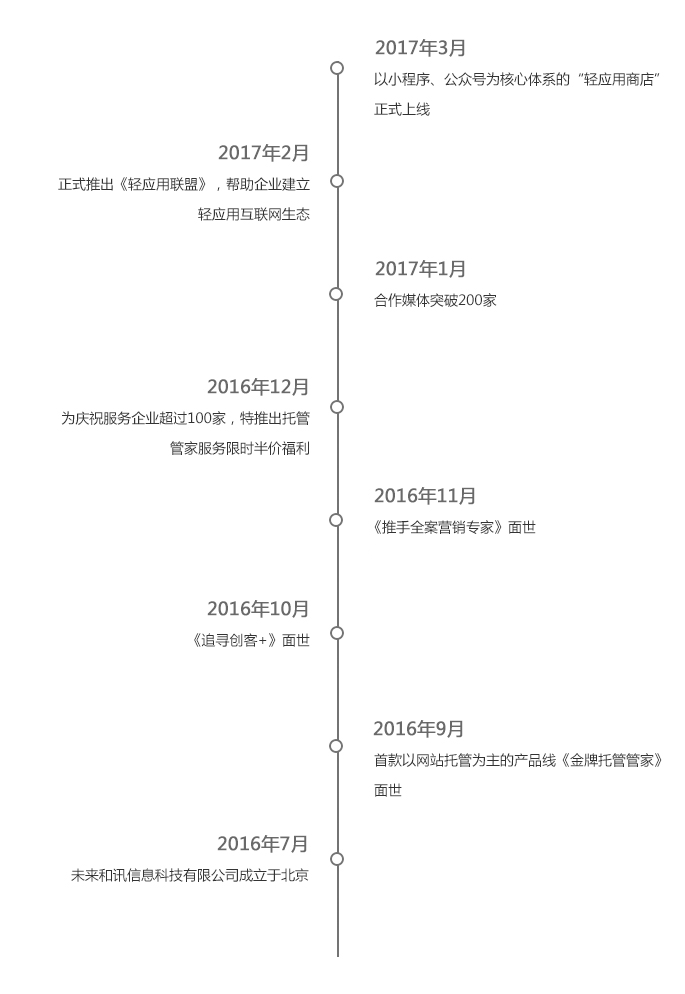 2017年3月
以小程序、公众号为核心体系的“轻应用商店”
正式上线
2017年2月
正式推出《轻应用联盟》，帮助企业建立
轻应用互联网生态
2017年1月
合作媒体突破200家
2016年12月
为庆祝服务企业超过100家，特推出托管
管家服务限时半价福利
2016年11月
《推手全案营销专家》面世
2016年10月
《追寻创客+》面世
2016年9月
首款以网站托管为主的产品线《金牌托管管家》
面世
2016年7月
未来和讯信息科技有限公司成立于北京